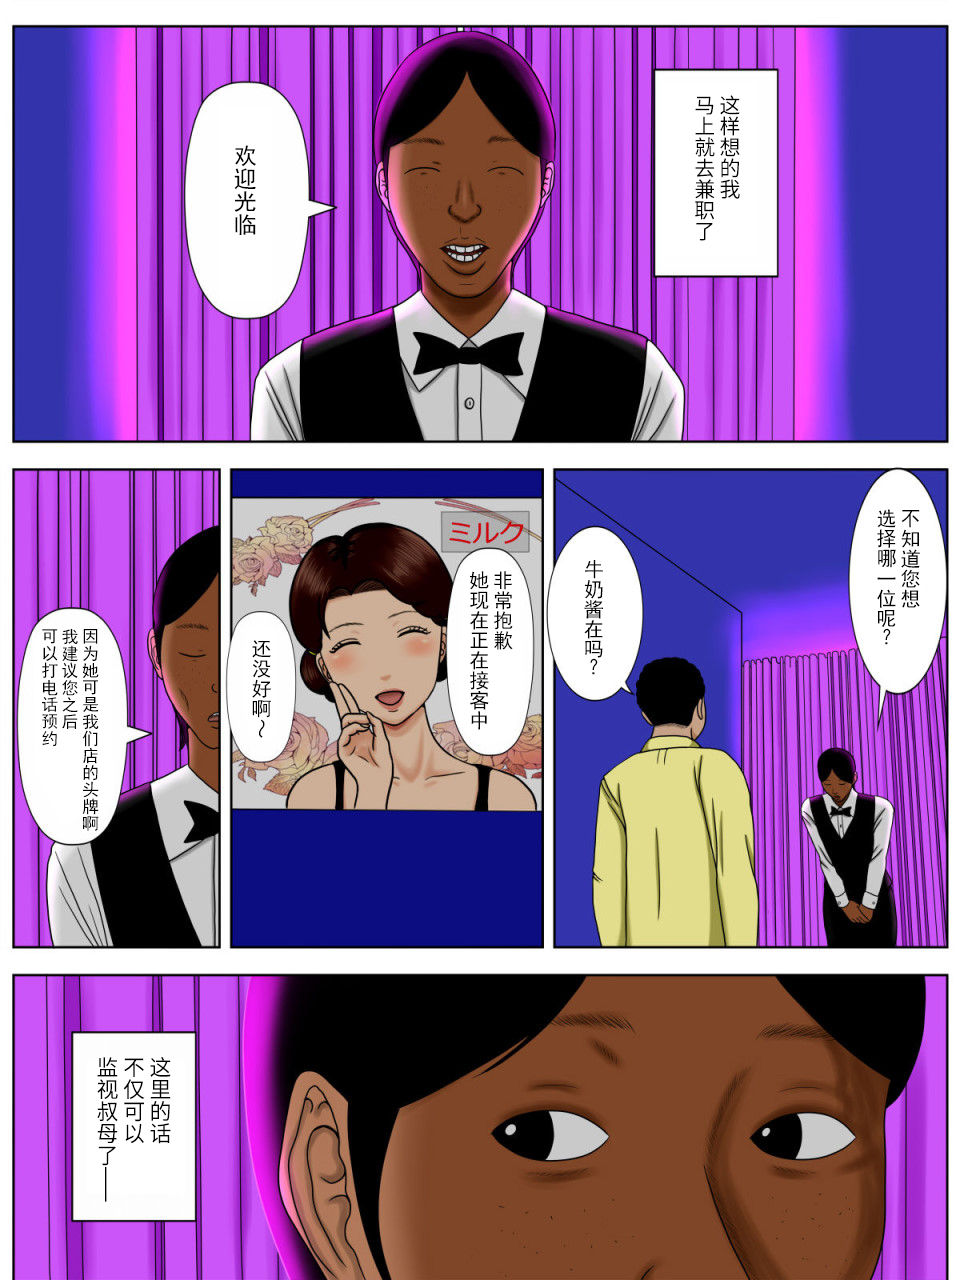 这样想的我
马上就去兼职了
欢迎光临
不知道您想
选择哪一位呢?
牛奶酱在吗?
ミルク
非常抱歉
她现在正在接客中
还没好啊~
因为她可是我们店的头牌啊
我建议您之后
可以打电话预约
这里的话
不仅可以
监视叔母了——